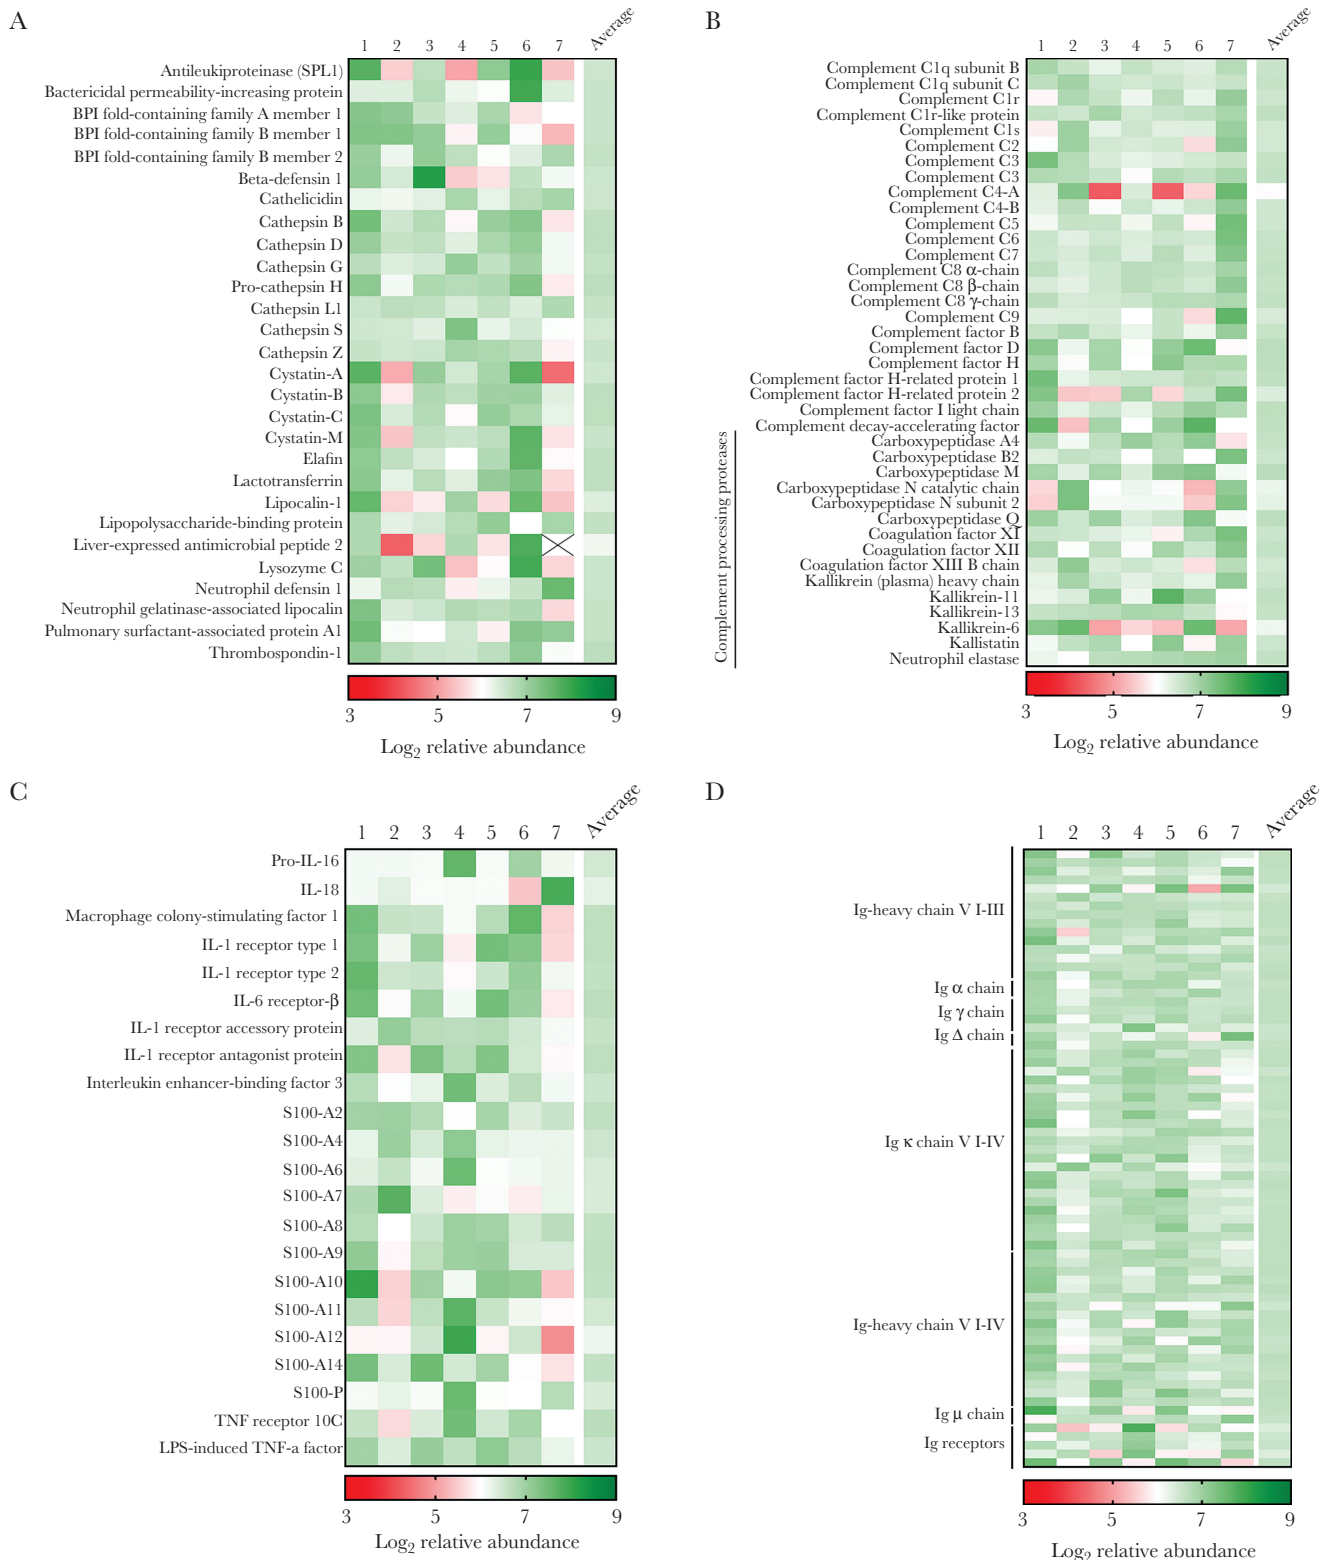 A
1 2 3 4 5 6 7 Average
Antileukiproteinase (SPL1)
Bactericidal permeability-increasing protein
BPI fold-containing family A member 1
BPI fold-containing family B member 1
BPI fold-containing family B member 2
Beta-defensin 1
Cathelicidin
Cathepsin B
Cathepsin D
Cathepsin G
Pro-cathepsin H
Cathepsin L1
Cathepsin S
Cathepsin Z
Cystatin-A
Cystatin-B
Cystatin-C
Cystatin-M
Elafin
Lactotransferrin
Lipocalin-1
Lipopolysaccharide-binding protein
Liver-expressed antimicrobial peptide 2
Lysozyme C
Neutrophil defensin 1
Neutrophil gelatinase-associated lipocalin
Pulmonary surfactant-associated protein A1
Thrombospondin-1
3 5 7 9
Log₂ relative abundance
B
1 2 3 4 5 6 7 Average
Complement C1q subunit B
Complement C1q subunit C
Complement C1r
Complement C1r-like protein
Complement C1s
Complement C2
Complement C3
Complement C3
Complement C4-A
Complement C4-B
Complement C5
Complement C6
Complement C7
Complement C8 α-chain
Complement C8 β-chain
Complement C8 γ-chain
Complement C9
Complement factor B
Complement factor D
Complement factor H
Complement factor H-related protein 1
Complement factor H-related protein 2
Complement factor I light chain
Complement decay-accelerating factor
Complement processing proteases
Carboxypeptidase A4
Carboxypeptidase B2
Carboxypeptidase M
Carboxypeptidase N catalytic chain
Carboxypeptidase N subunit 2
Carboxypeptidase Q
Coagulation factor XI
Coagulation factor XII
Coagulation factor XIII B chain
Kallikrein (plasma) heavy chain
Kallikrein-11
Kallikrein-13
Kallikrein-6
Kallistatin
Neutrophil elastase
3 5 7 9
Log₂ relative abundance
C
1 2 3 4 5 6 7 Average
Pro-IL-16
IL-18
Macrophage colony-stimulating factor 1
IL-1 receptor type 1
IL-1 receptor type 2
IL-6 receptor-β
IL-1 receptor accessory protein
IL-1 receptor antagonist protein
Interleukin enhancer-binding factor 3
S100-A2
S100-A4
S100-A6
S100-A7
S100-A8
S100-A9
S100-A10
S100-A11
S100-A12
S100-A14
S100-P
TNF receptor 10C
LPS-induced TNF-a factor
3 5 7 9
Log₂ relative abundance
D
1 2 3 4 5 6 7 Average
Ig-heavy chain V I-III
Ig α chain
Ig γ chain
Ig Δ chain
Ig κ chain V I-IV
Ig-heavy chain V I-IV
Ig μ chain
Ig receptors
3 5 7 9
Log₂ relative abundance